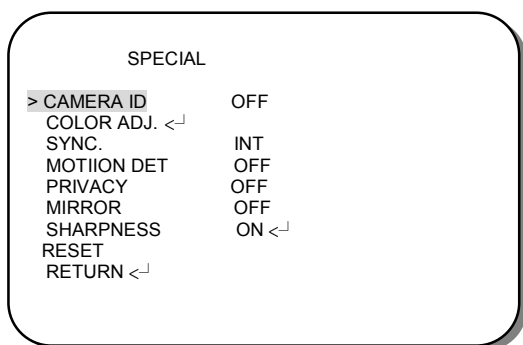 SPECIAL
> CAMERA ID OFF
COLOR ADJ. <┘
SYNC. INT
MOTIION DET OFF
PRIVACY OFF
MIRROR OFF
SHARPNESS ON <┘
RESET
RETURN <┘